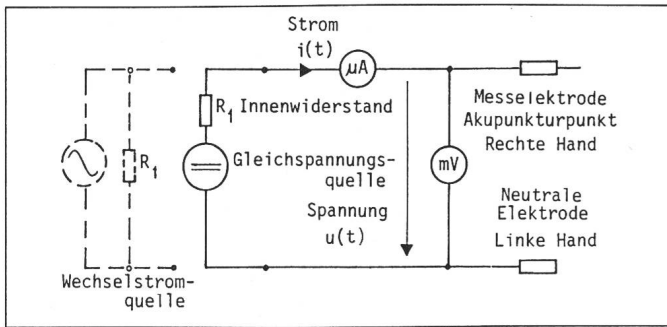 Strom
i(t)
µA
R1 Innenwiderstand
Messelektrode
Akupunkturpunkt
Rechte Hand
R1
Gleichspannungs-
quelle
mV
Spannung
u(t)
Neutrale
Elektrode
Linke Hand
Wechselstrom-
quelle